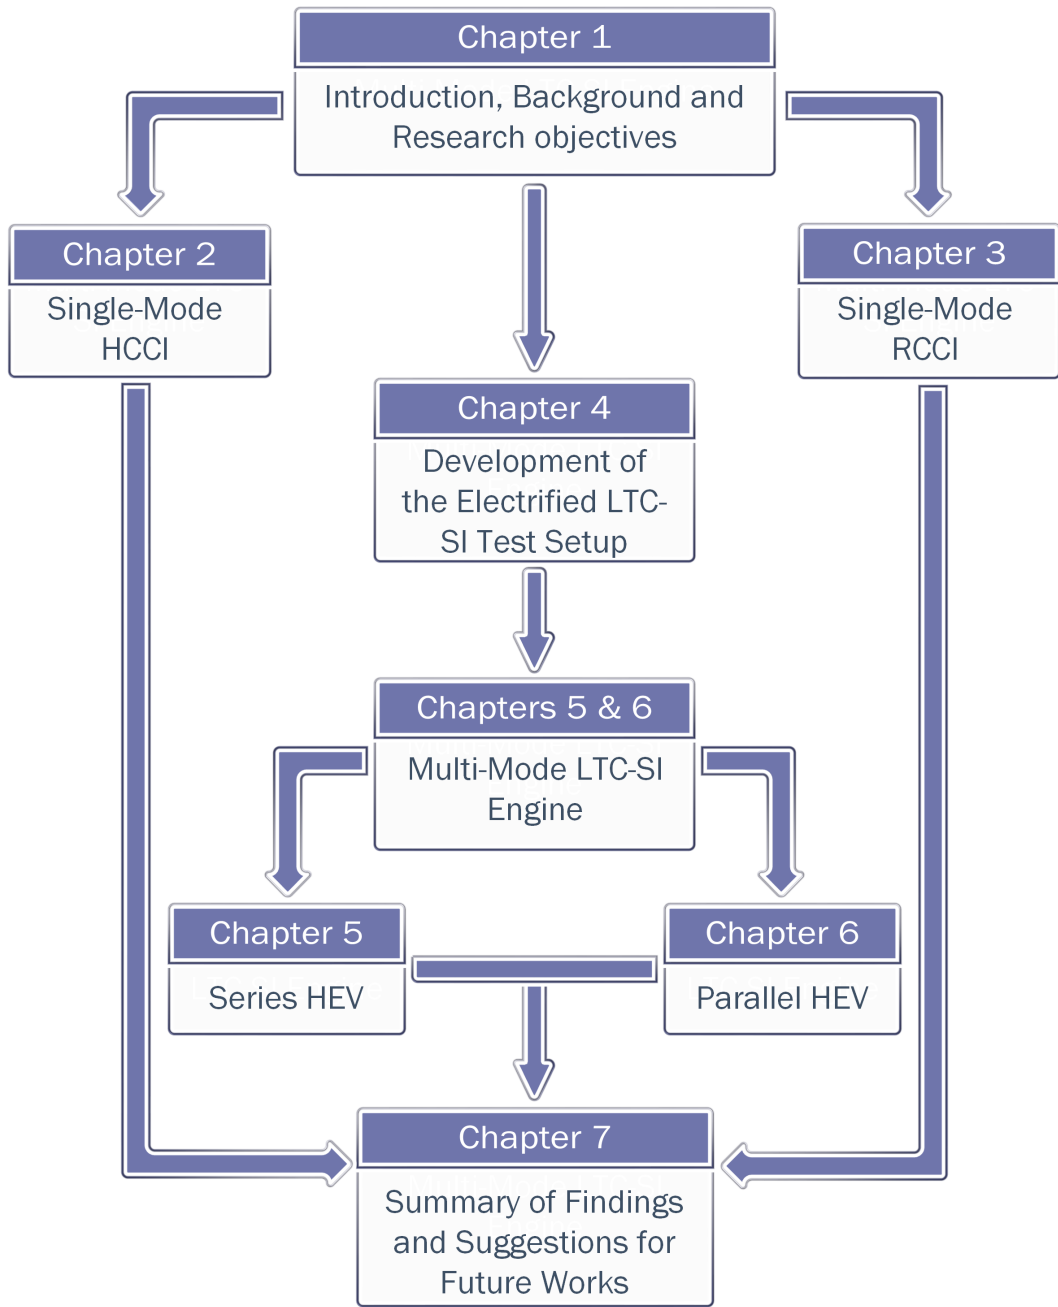 Chapter 1
Introduction, Background and
Research objectives
Chapter 2
Single-Mode
HCCI
Chapter 3
Single-Mode
RCCI
Chapter 4
Development of
the Electrified LTC-
SI Test Setup
Chapters 5 & 6
Multi-Mode LTC-SI
Engine
Chapter 5
Series HEV
Chapter 6
Parallel HEV
Chapter 7
Summary of Findings
and Suggestions for
Future Works